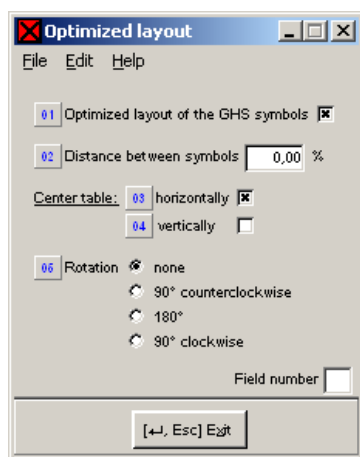 Optimized layout
File Edit Help
01 Optimized layout of the GHS symbols
02 Distance between symbols 0,00 %
Center table: 03 horizontally
04 vertically
05 Rotation none
90° counterclockwise
180°
90° clockwise
Field number
[↵, Esc] Exit